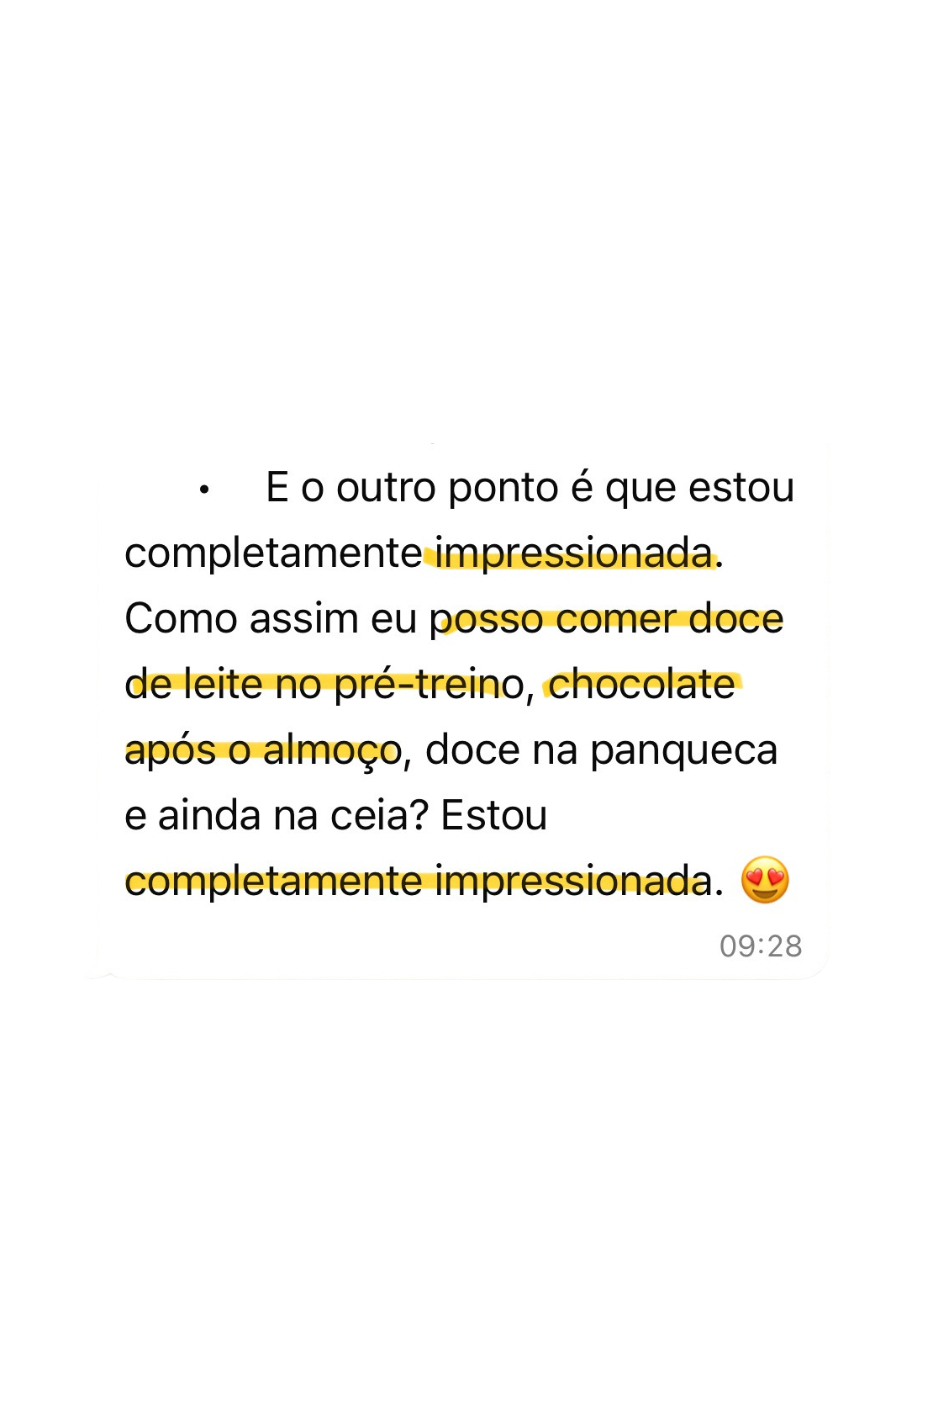 • E o outro ponto é que estou
completamente impressionada.
Como assim eu posso comer doce
de leite no pré-treino, chocolate
após o almoço, doce na panqueca
e ainda na ceia? Estou
completamente impressionada. 😍
09:28